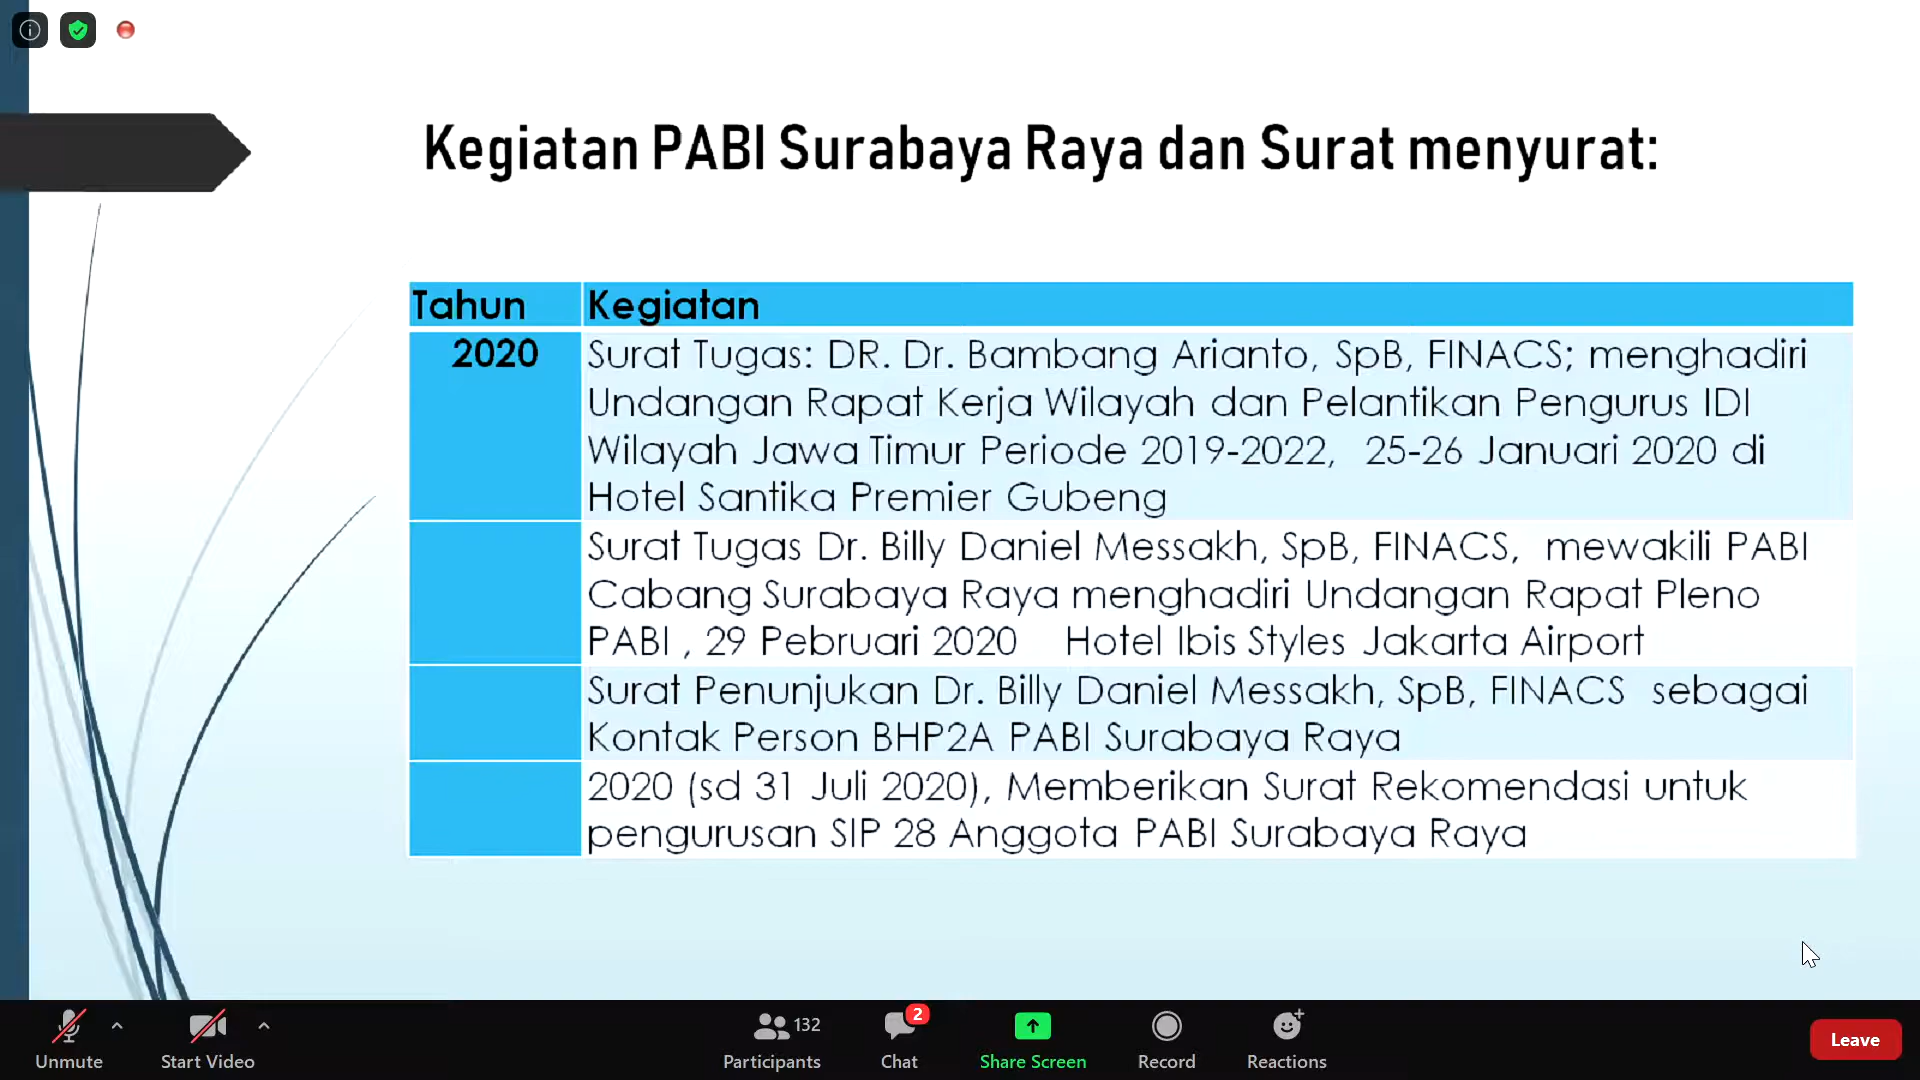 Kegiatan PABI Surabaya Raya dan Surat menyurat:
Tahun
Kegiatan
2020
Surat Tugas: DR. Dr. Bambang Arianto, SpB, FINACS; menghadiri
Undangan Rapat Kerja Wilayah dan Pelantikan Pengurus IDI
Wilayah Jawa Timur Periode 2019-2022, 25-26 Januari 2020 di
Hotel Santika Premier Gubeng
Surat Tugas Dr. Billy Daniel Messakh, SpB, FINACS, mewakili PABI
Cabang Surabaya Raya menghadiri Undangan Rapat Pleno
PABI , 29 Pebruari 2020 Hotel Ibis Styles Jakarta Airport
Surat Penunjukan Dr. Billy Daniel Messakh, SpB, FINACS sebagai
Kontak Person BHP2A PABI Surabaya Raya
2020 (sd 31 Juli 2020), Memberikan Surat Rekomendasi untuk
pengurusan SIP 28 Anggota PABI Surabaya Raya
132
2
Unmute
Start Video
Participants
Chat
Share Screen
Record
Reactions
Leave